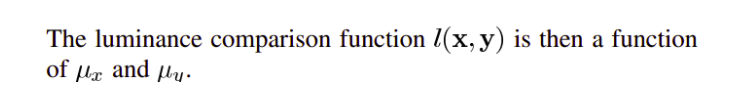 The luminance comparison function l(x, y) is then a function
of μx and μy.